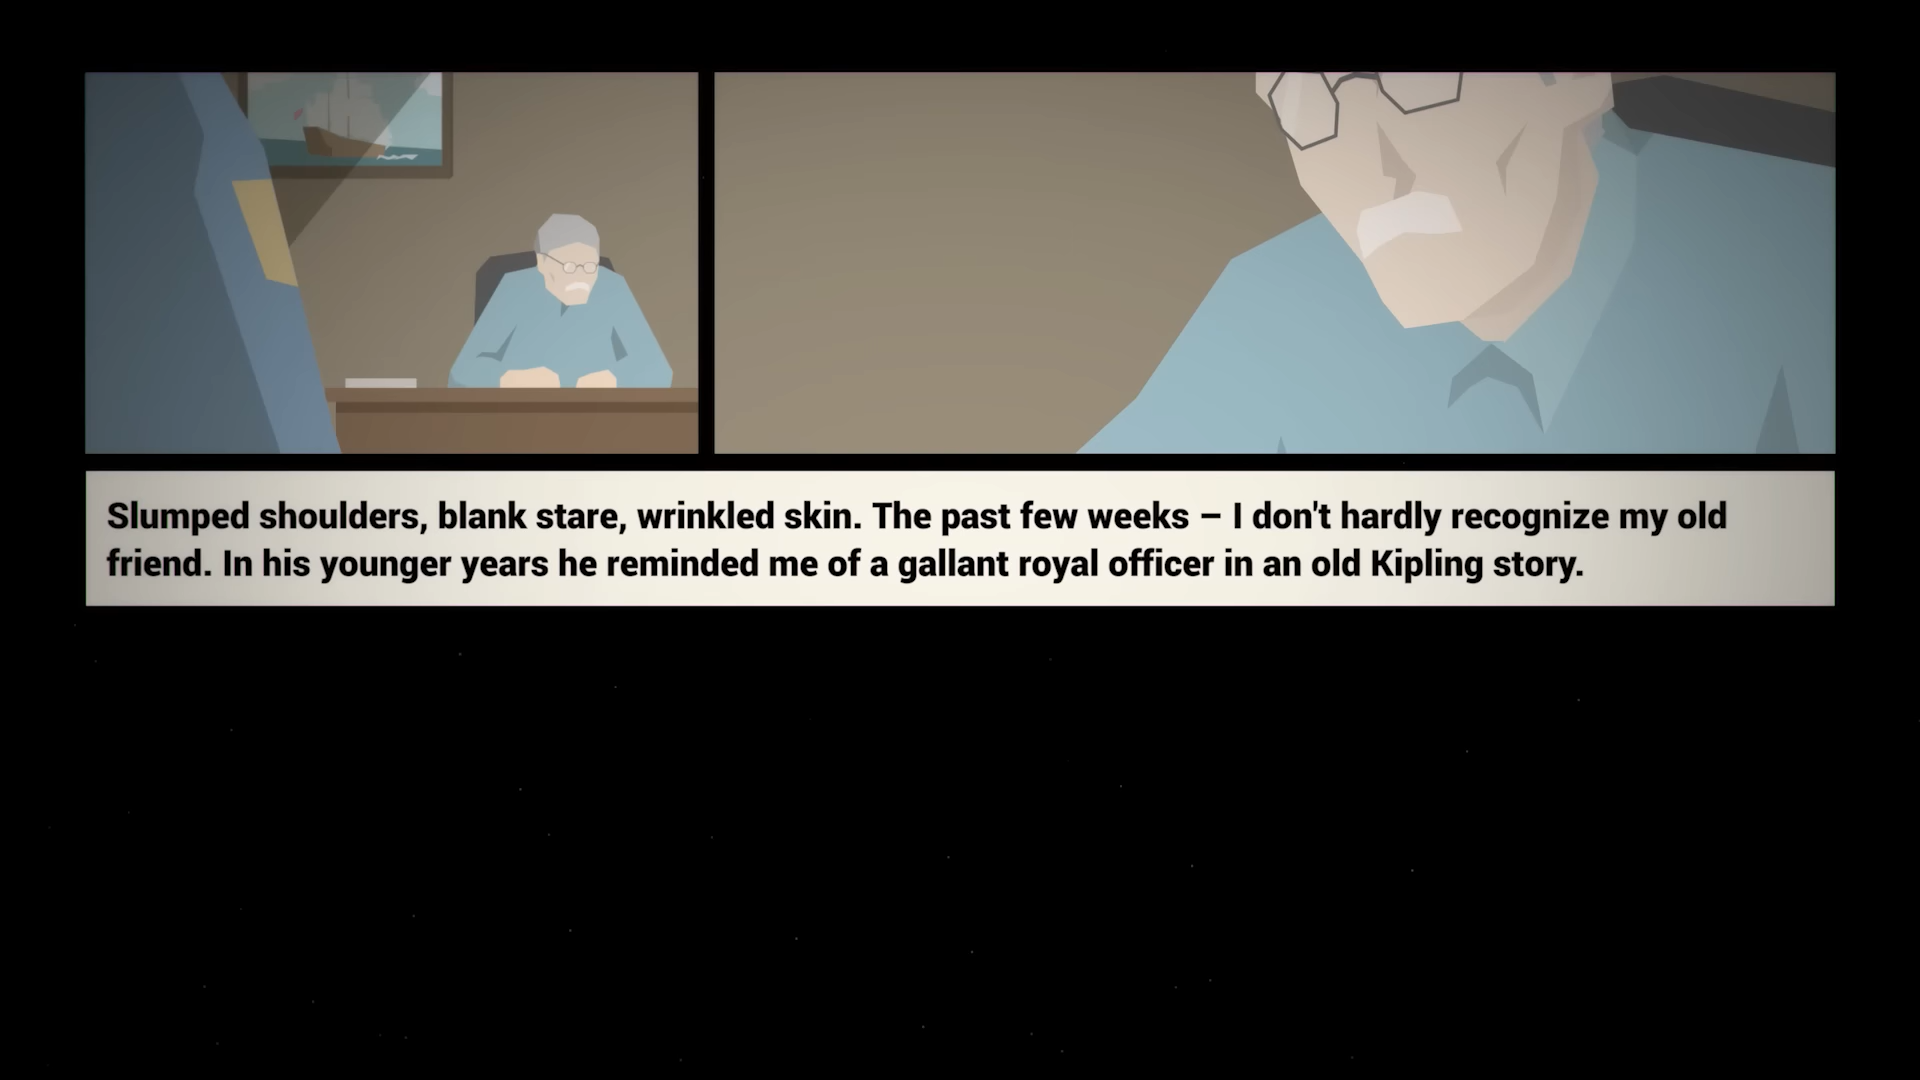 Slumped shoulders, blank stare, wrinkled skin. The past few weeks – I don't hardly recognize my old
friend. In his younger years he reminded me of a gallant royal officer in an old Kipling story.